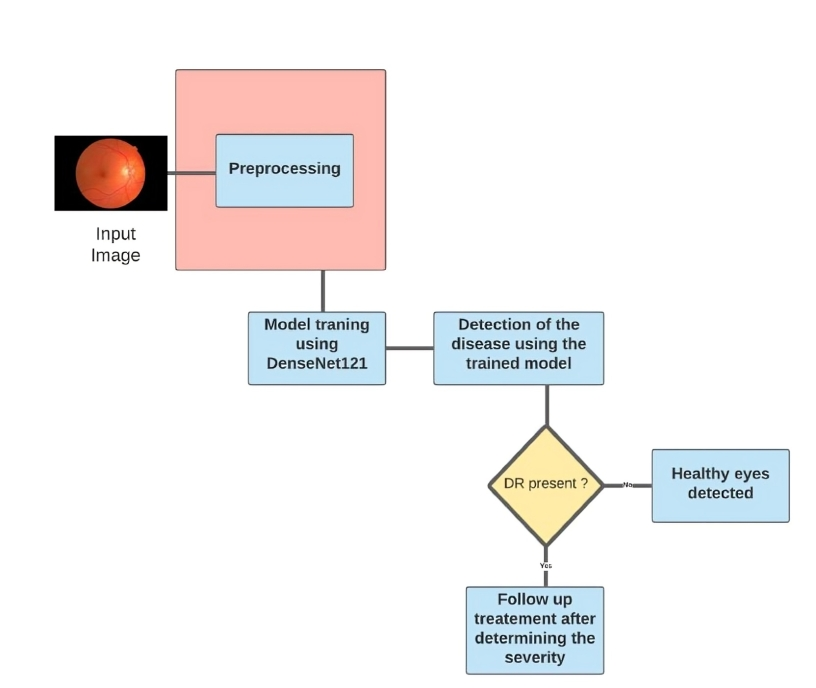 Preprocessing
Input
Image
Model traning
using
DenseNet121
Detection of the
disease using the
trained model
DR present ?
No
Healthy eyes
detected
Yes
Follow up
treatement after
determining the
severity